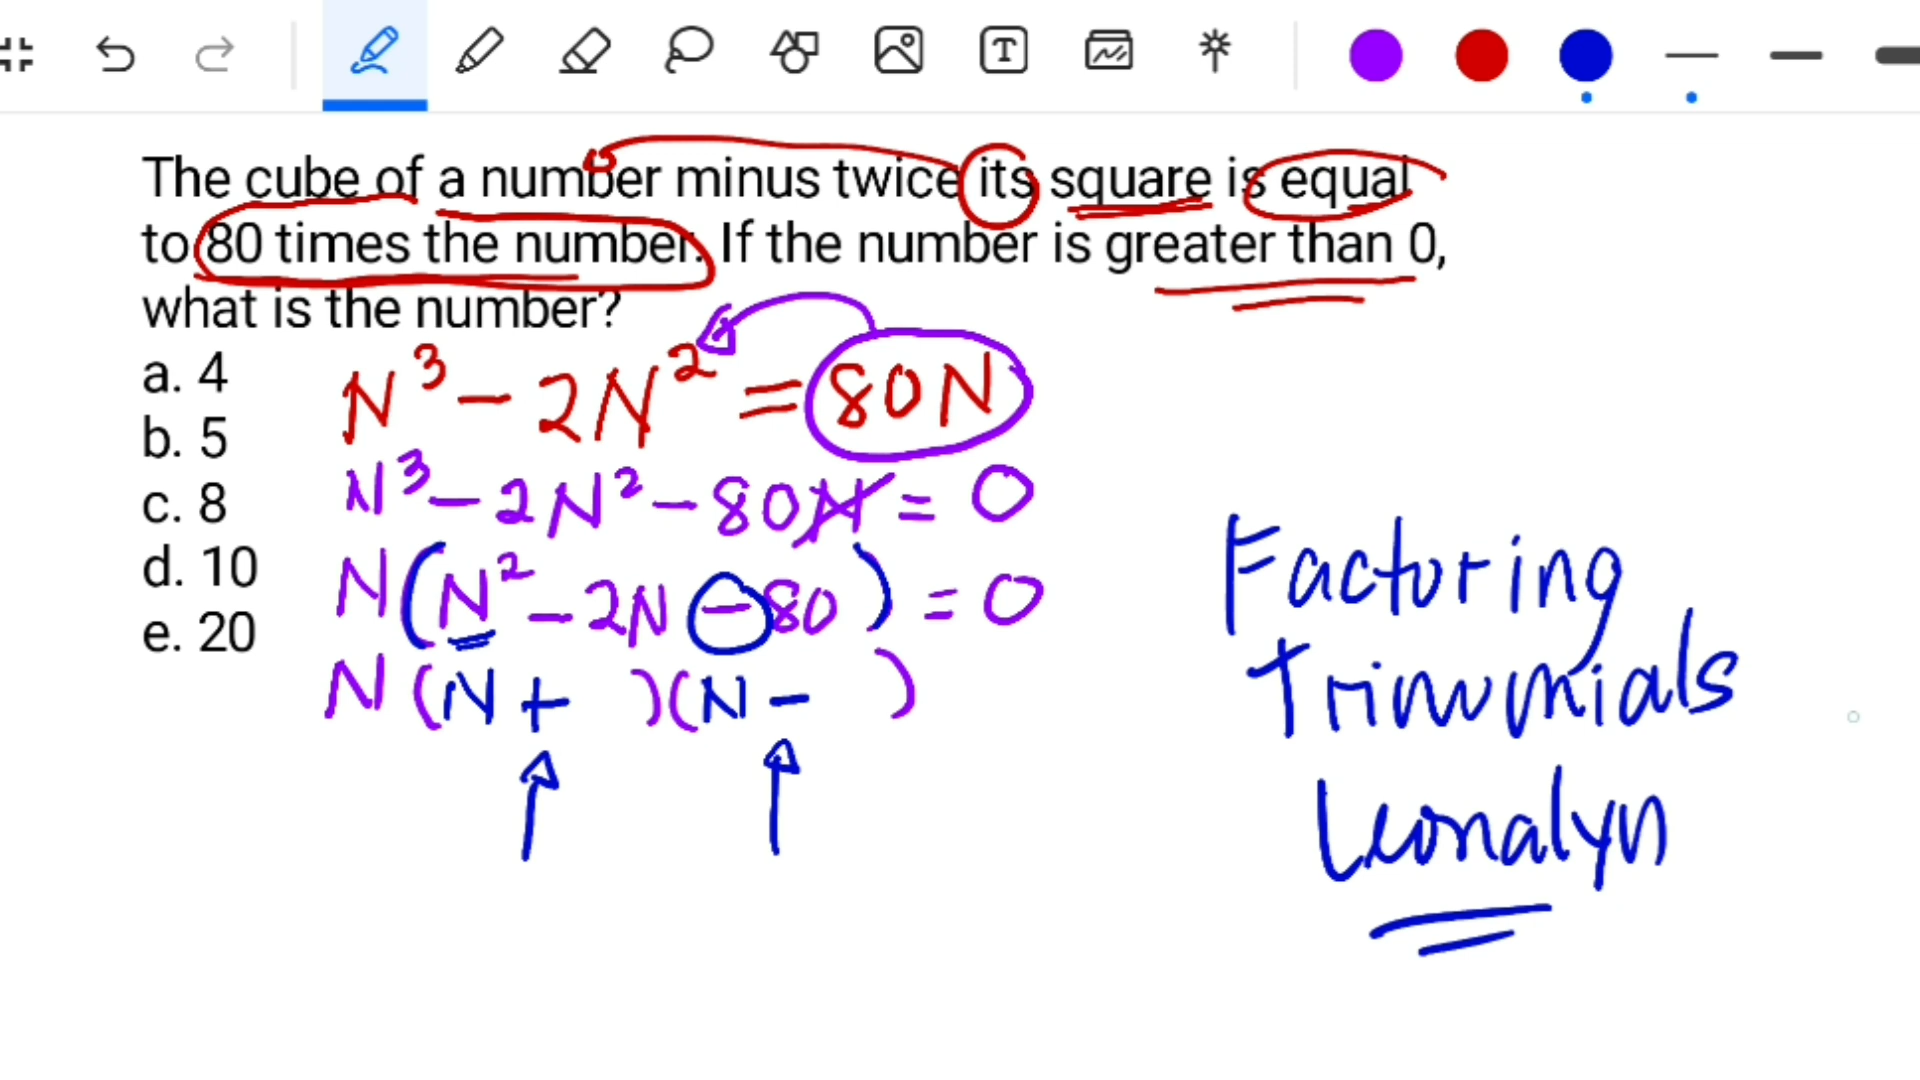 The cube of a number minus twice its square is equal
to 80 times the number. If the number is greater than 0,
what is the number?
a. 4
b. 5
c. 8
d. 10
e. 20
N³ - 2N² = 80N
N³ - 2N² - 80N = 0
N(N² - 2N - 80) = 0
N(N + )(N - )
Factoring
Trinomials
Leonalyn